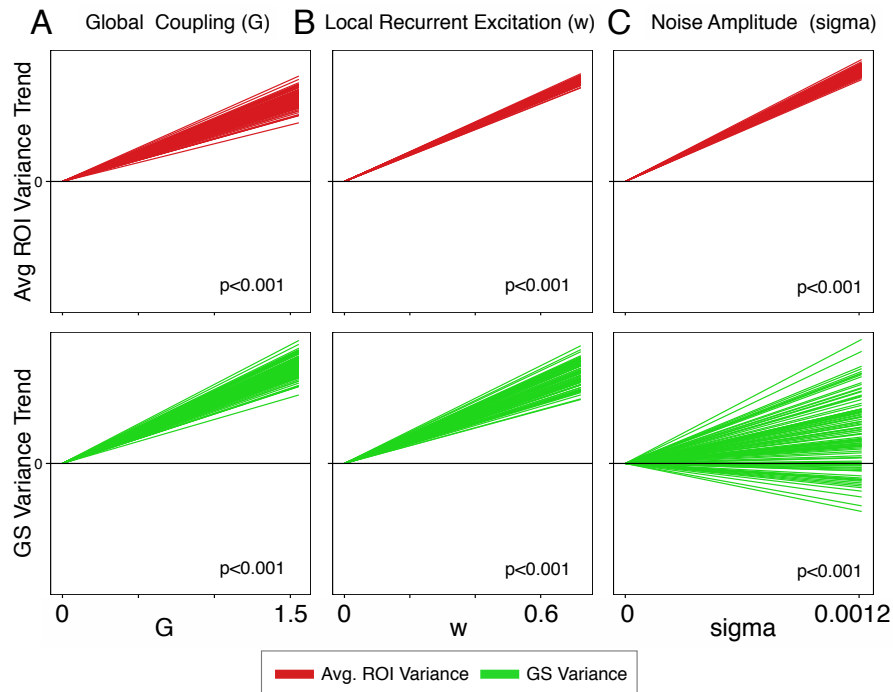 A Global Coupling (G) B Local Recurrent Excitation (w) C Noise Amplitude (sigma)
Avg ROI Variance Trend
0
p<0.001 p<0.001 p<0.001
GS Variance Trend
0
p<0.001 p<0.001 p<0.001
0 1.5 0 0.6 0 0.0012
G w sigma
Avg. ROI Variance GS Variance